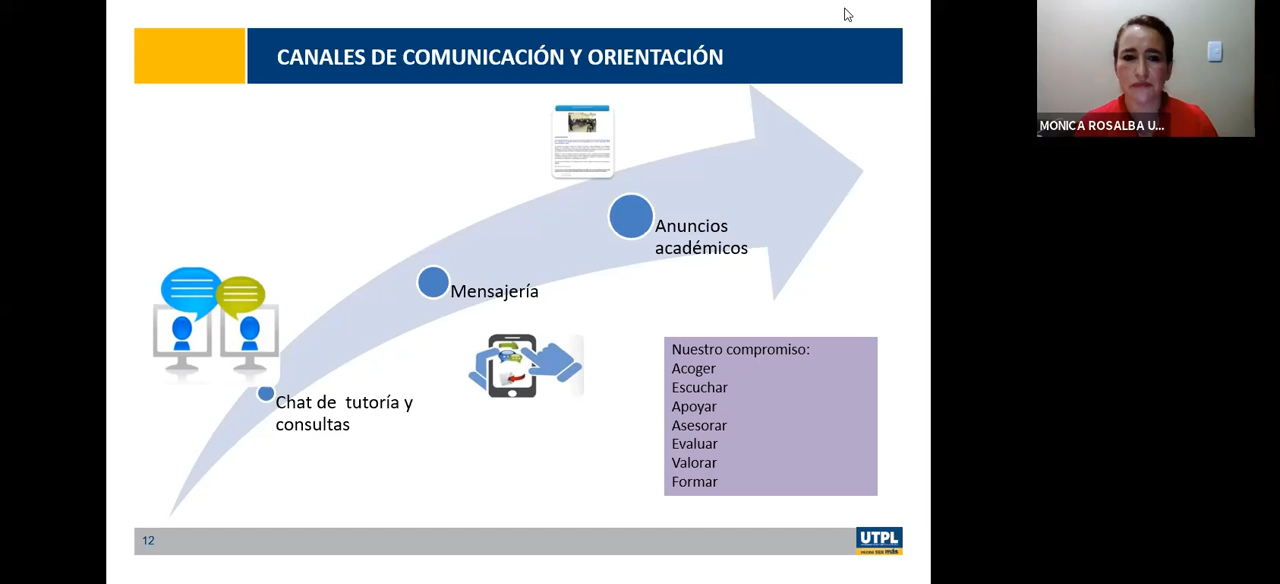 CANALES DE COMUNICACIÓN Y ORIENTACIÓN
MONICA ROSALBA U...
Anuncios
académicos
Mensajería
Chat de tutoría y
consultas
Nuestro compromiso:
Acoger
Escuchar
Apoyar
Asesorar
Evaluar
Valorar
Formar
12
UTPL